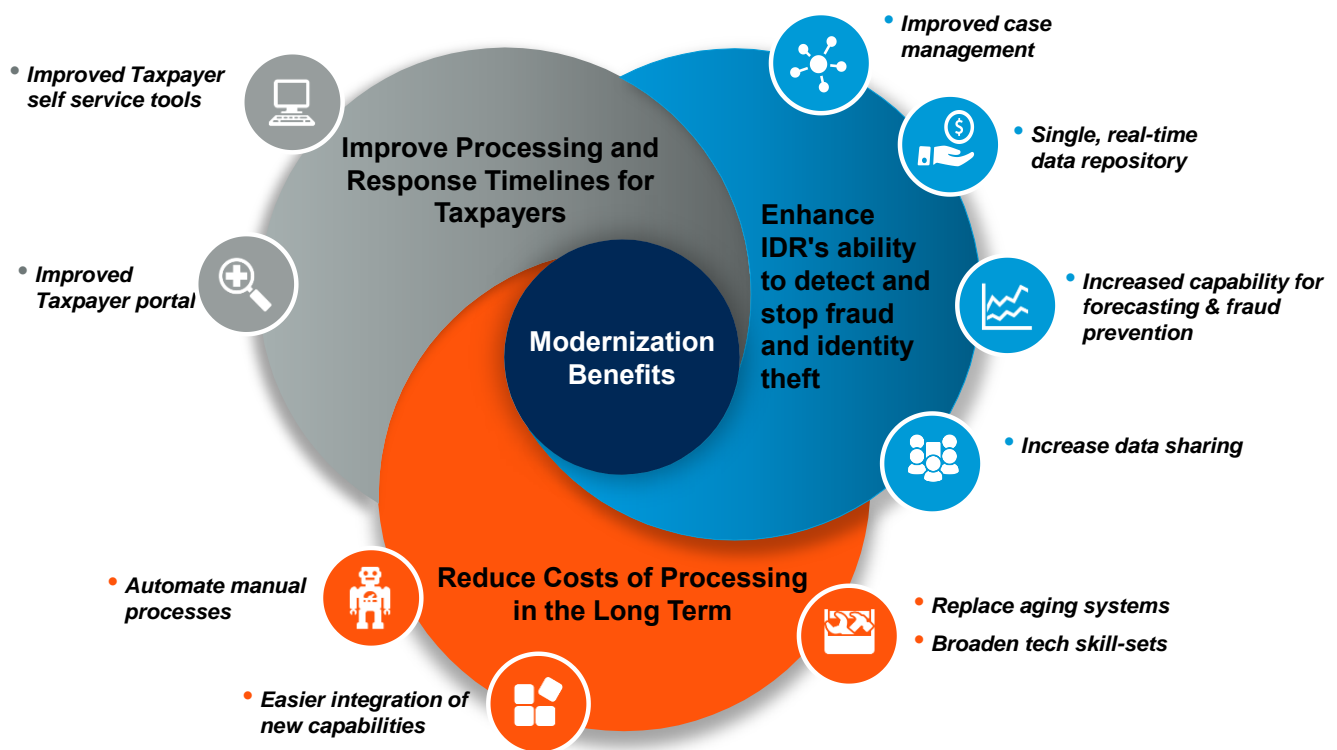 • Improved Taxpayer
self service tools
• Improved
Taxpayer portal
Improve Processing and
Response Timelines for
Taxpayers
• Improved case
management
• Single, real-time
data repository
Enhance
IDR's ability
to detect and
stop fraud
and identity
theft
• Increased capability for
forecasting & fraud
prevention
• Increase data sharing
Modernization
Benefits
Reduce Costs of Processing
in the Long Term
• Automate manual
processes
• Easier integration of
new capabilities
• Replace aging systems
• Broaden tech skill-sets
$